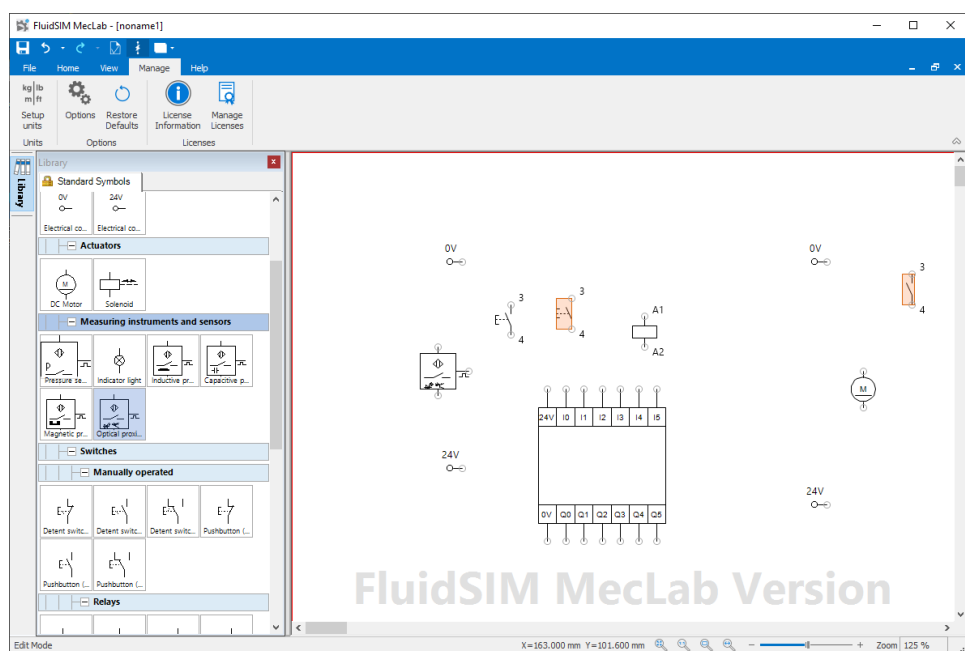 FluidSIM MecLab - [noname1]
File Home View Manage Help
kg lb
m ft
Setup units
Options
Restore Defaults
License Information
Manage Licenses
Units Options Licenses
Library
Library
Standard Symbols
0V 24V
Electrical co... Electrical co...
Actuators
M
DC Motor Solenoid
Measuring instruments and sensors
p
Pressure se... Indicator light Inductive pr... Capacitive p...
Magnetic pr... Optical proxi...
Switches
Manually operated
Detent switc... Detent switc... Detent switc... Pushbutton (...
Pushbutton (... Pushbutton (...
Relays
0V
3
4
3
4
A1
A2
24V
24V I0 I1 I2 I3 I4 I5
0V Q0 Q1 Q2 Q3 Q4 Q5
0V
3
4
M
24V
FluidSIM MecLab Version
Edit Mode
X=163.000 mm Y=101.600 mm
Zoom 125 %